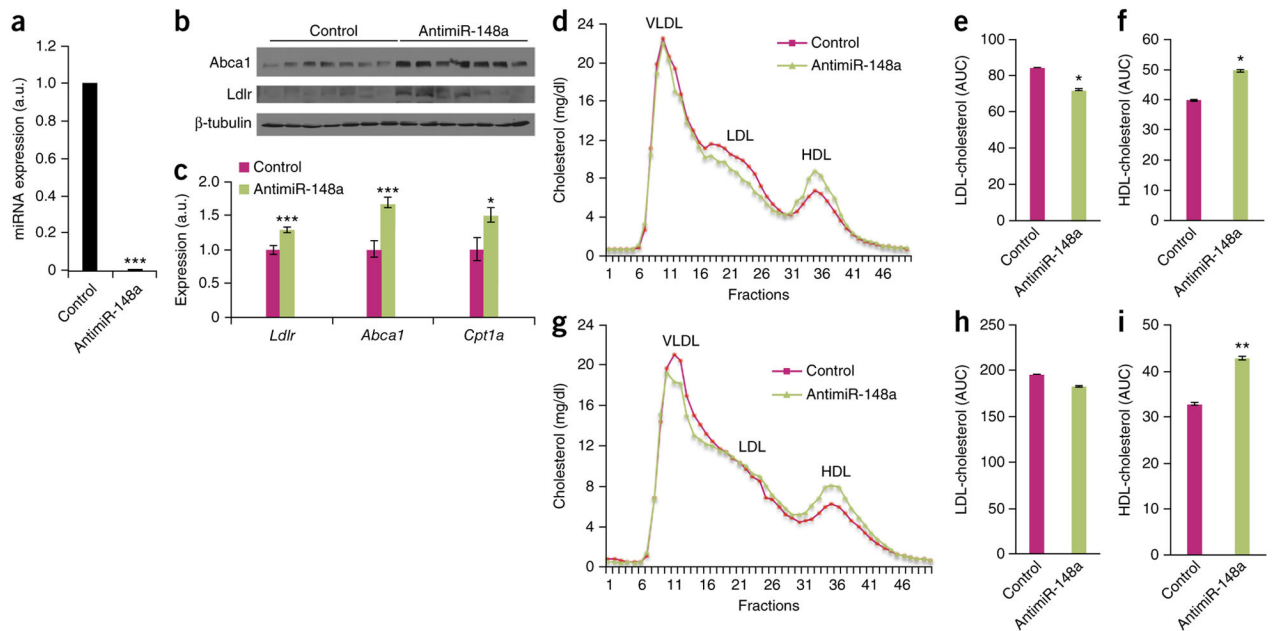 a
miRNA expression (a.u.)
1.2
1.0
0.8
0.6
0.4
0.2
0
***
Control
AntimiR-148a
b
Control
AntimiR-148a
Abca1
Ldlr
β-tubulin
c
Control
AntimiR-148a
Expression (a.u.)
2.0
1.5
1.0
0.5
0
***
***
*
Ldlr
Abca1
Cpt1a
d
Cholesterol (mg/dl)
24
20
16
12
8
4
0
VLDL
LDL
HDL
Control
AntimiR-148a
1 6 11 16 21 26 31 36 41 46
Fractions
e
LDL-cholesterol (AUC)
100
80
60
40
20
0
*
Control
AntimiR-148a
f
HDL-cholesterol (AUC)
60
50
40
30
20
10
0
*
Control
AntimiR-148a
g
Cholesterol (mg/dl)
24
20
16
12
8
4
0
VLDL
LDL
HDL
Control
AntimiR-148a
1 6 11 16 21 26 31 36 41 46
Fractions
h
LDL-cholesterol (AUC)
250
200
150
100
50
0
Control
AntimiR-148a
i
HDL-cholesterol (AUC)
50
40
30
20
10
0
**
Control
AntimiR-148a